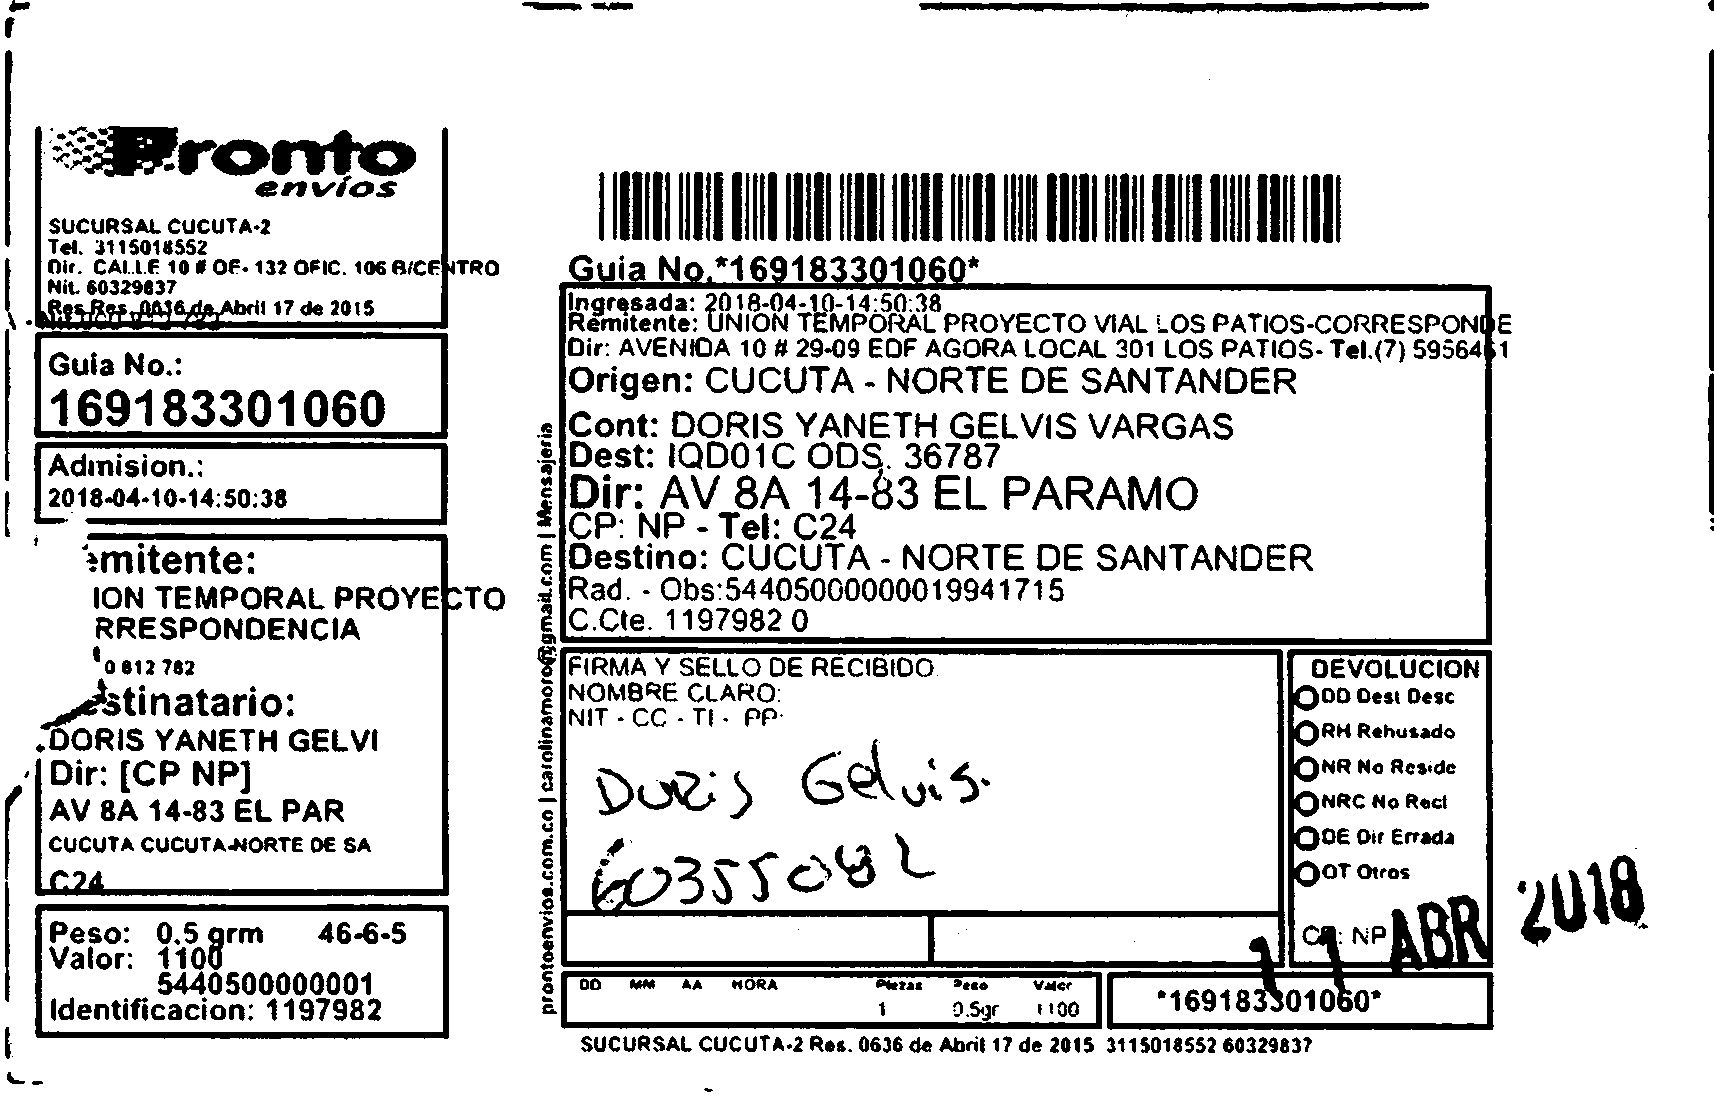 Pronto
envíos
SUCURSAL CUCUTA-2
Tel. 3115018552
Dir. CALLE 10 # OE- 132 OFIC. 106 B/CENTRO
Nit. 60329837
Res Res. 0636 de Abril 17 de 2015
Guia No.:
169183301060
Admision.:
2018-04-10-14:50:38
emitente:
ION TEMPORAL PROYECTO
RRESPONDENCIA
0 812 782
stinatario:
DORIS YANETH GELVI
Dir: [CP NP]
AV 8A 14-83 EL PAR
CUCUTA CUCUTA-NORTE DE SA
C24
Peso: 0.5 grm 46-6-5
Valor: 1100
5440500000001
Identificacion: 1197982
prontoenvios.com.co | carolinamoro@gmail.com | Mensajeria
Guia No.*169183301060*
Ingresada: 2018-04-10-14:50:38
Remitente: UNION TEMPORAL PROYECTO VIAL LOS PATIOS-CORRESPONDE
Dir: AVENIDA 10 # 29-09 EDF AGORA LOCAL 301 LOS PATIOS- Tel.(7) 5956461
Origen: CUCUTA - NORTE DE SANTANDER
Cont: DORIS YANETH GELVIS VARGAS
Dest: IQD01C ODS. 36787
Dir: AV 8A 14-83 EL PARAMO
CP: NP - Tel: C24
Destino: CUCUTA - NORTE DE SANTANDER
Rad. - Obs:54405000000019941715
C.Cte. 1197982 0
FIRMA Y SELLO DE RECIBIDO
NOMBRE CLARO:
NIT - CC - TI - PP:
Doris Gelvis.
60355082
DEVOLUCION
DD Dest Desc
RH Rehusado
NR No Reside
NRC No Recl
DE Dir Errada
OT Otros
CP: NP
11 ABR 2018
DD MM AA HORA Piezas Peso Valor
1 0.5gr 1100
*169183301060*
SUCURSAL CUCUTA-2 Res. 0636 de Abril 17 de 2015 3115018552 60329837